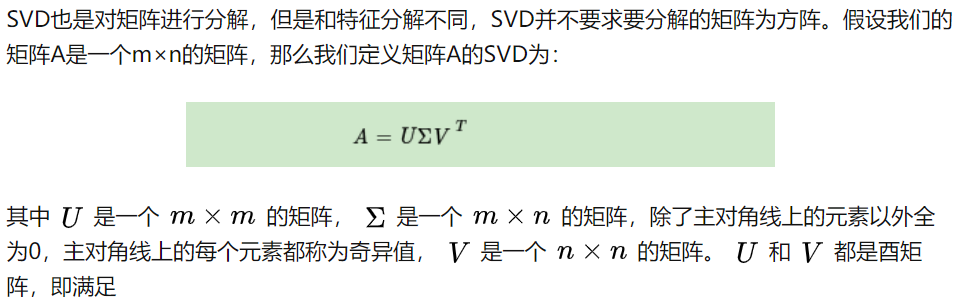 SVD也是对矩阵进行分解，但是和特征分解不同，SVD并不要求要分解的矩阵为方阵。假设我们的
矩阵A是一个m×n的矩阵，那么我们定义矩阵A的SVD为：
A = UΣV^T
其中 U 是一个 m × m 的矩阵， Σ 是一个 m × n 的矩阵，除了主对角线上的元素以外全
为0，主对角线上的每个元素都称为奇异值， V 是一个 n × n 的矩阵。 U 和 V 都是酉矩
阵，即满足